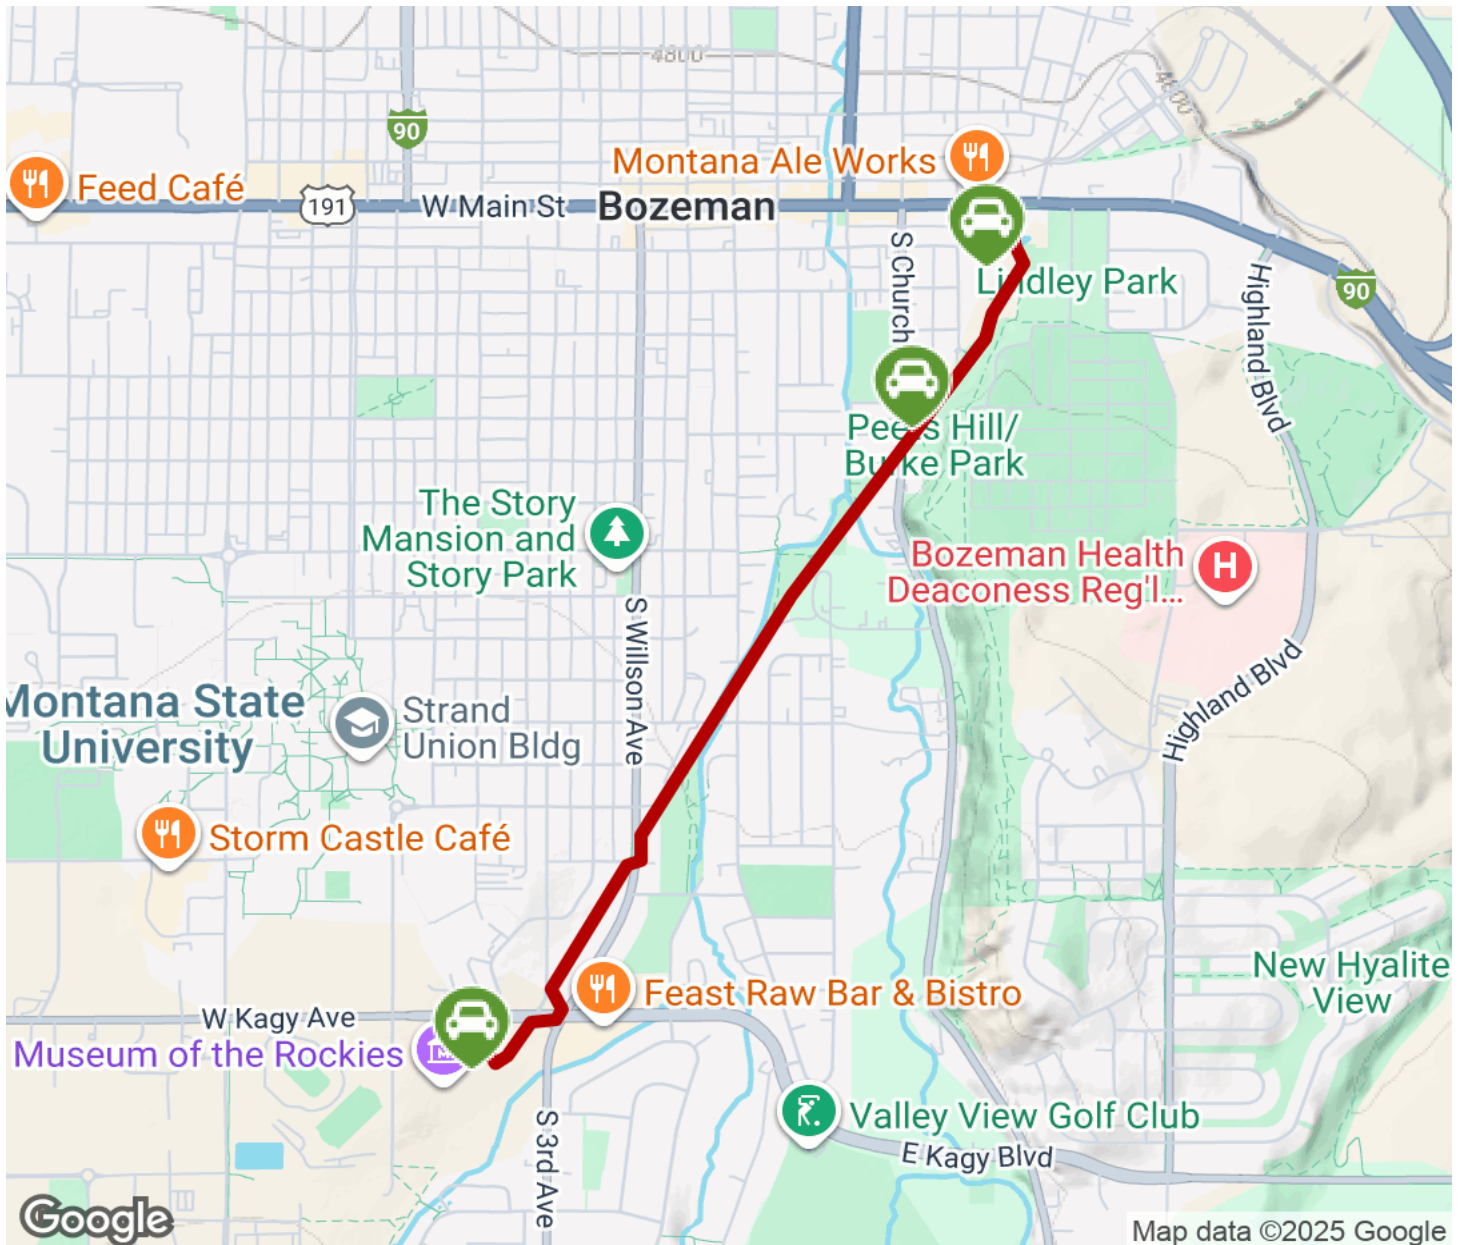 4800
4800
90
Montana Ale Works
Feed Café
191
W Main St
Bozeman
S Church
Lindley Park
Highland Blvd
90
Peets Hill/
Burke Park
The Story
Mansion and
Story Park
Bozeman Health
Deaconess Reg'l...
H
S Willson Ave
Highland Blvd
Montana State
University
Strand
Union Bldg
Storm Castle Café
New Hyalite
View
Feast Raw Bar & Bistro
W Kagy Ave
Museum of the Rockies
M
Valley View Golf Club
S 3rd Ave
E Kagy Blvd
Google
Map data ©2025 Google